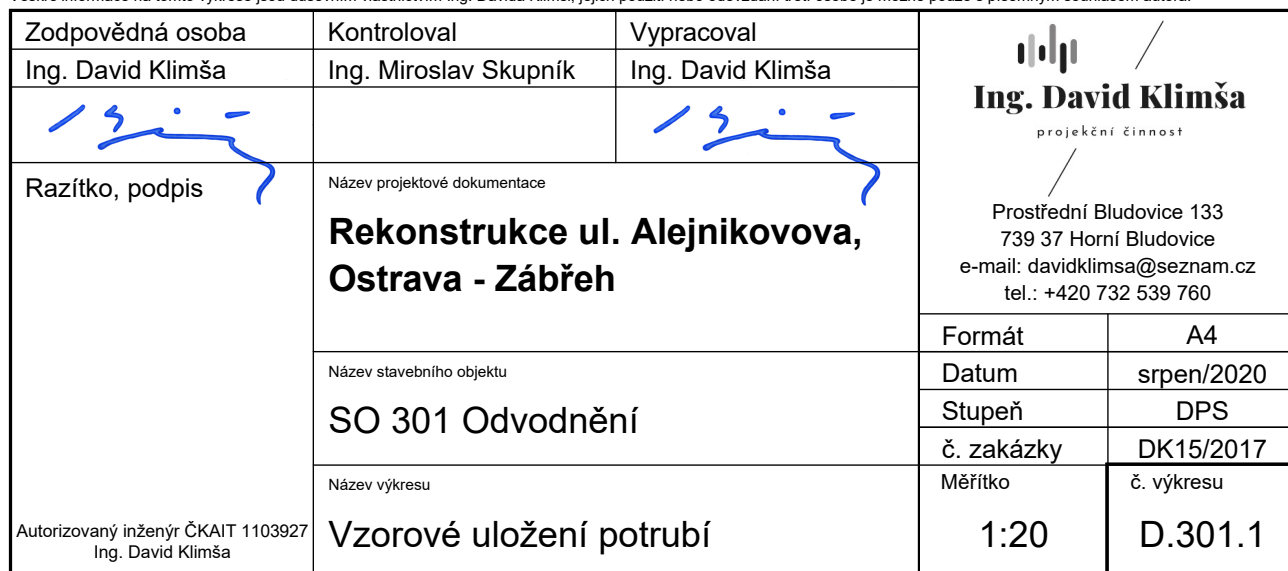 Zodpovědná osoba
Kontroloval
Vypracoval
Ing. David Klimša
Ing. Miroslav Skupník
Ing. David Klimša
Ing. David Klimša
projekční činnost
Prostřední Bludovice 133
739 37 Horní Bludovice
e-mail: davidklimsa@seznam.cz
tel.: +420 732 539 760
Razítko, podpis
Autorizovaný inženýr ČKAIT 1103927
Ing. David Klimša
Název projektové dokumentace
Rekonstrukce ul. Alejnikovova,
Ostrava - Zábřeh
Název stavebního objektu
SO 301 Odvodnění
Název výkresu
Vzorové uložení potrubí
Formát
A4
Datum
srpen/2020
Stupeň
DPS
č. zakázky
DK15/2017
Měřítko
1:20
č. výkresu
D.301.1